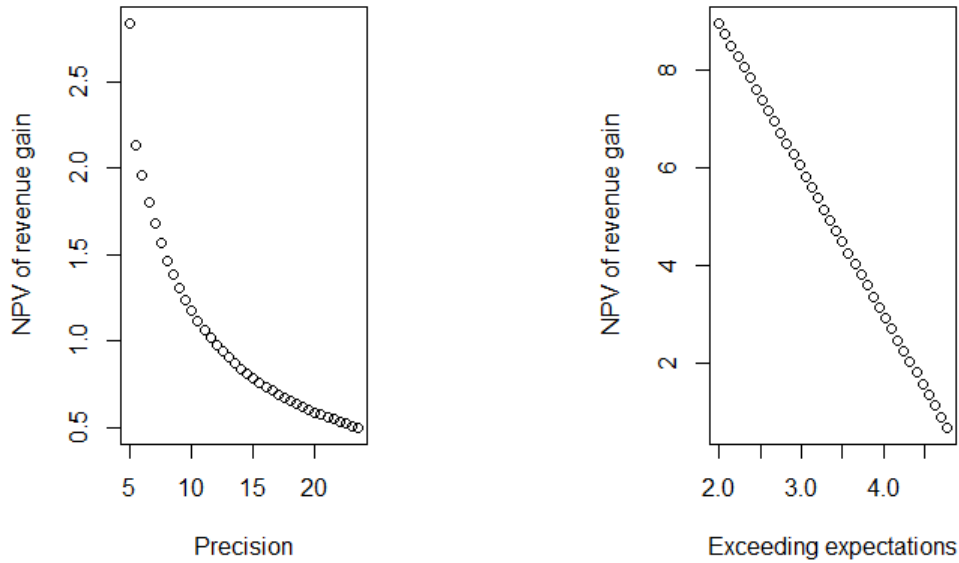 NPV of revenue gain
2.5
2.0
1.5
1.0
0.5
5 10 15 20
Precision
NPV of revenue gain
8
6
4
2
2.0 3.0 4.0
Exceeding expectations